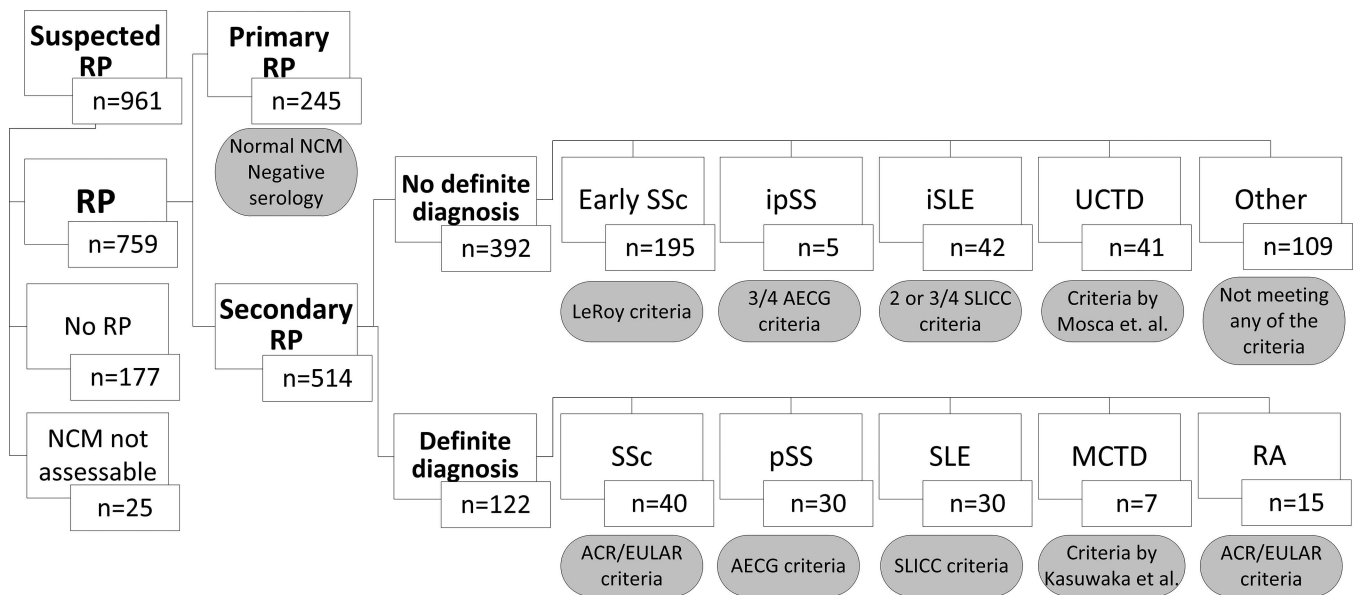 Suspected
RP
n=961
RP
n=759
No RP
n=177
NCM not
assessable
n=25
Primary
RP
n=245
Normal NCM
Negative
serology
Secondary
RP
n=514
No definite
diagnosis
n=392
Early SSc
n=195
LeRoy criteria
ipSS
n=5
3/4 AECG
criteria
iSLE
n=42
2 or 3/4 SLICC
criteria
UCTD
n=41
Criteria by
Mosca et. al.
Other
n=109
Not meeting
any of the
criteria
Definite
diagnosis
n=122
SSc
n=40
ACR/EULAR
criteria
pSS
n=30
AECG criteria
SLE
n=30
SLICC criteria
MCTD
n=7
Criteria by
Kasuwaka et al.
RA
n=15
ACR/EULAR
criteria